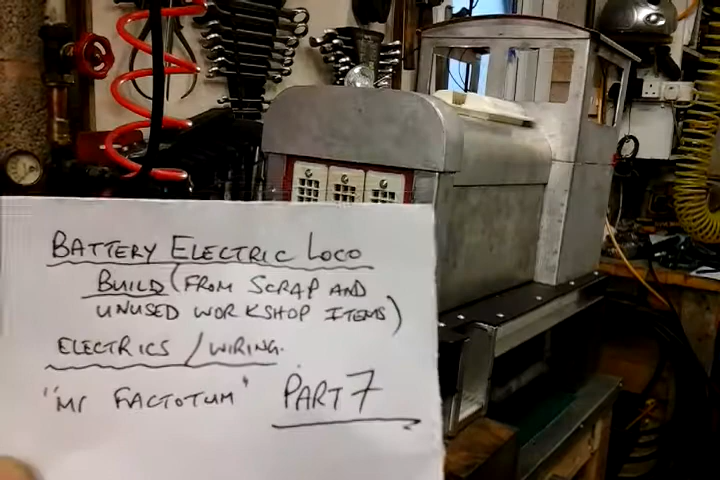 BATTERY ELECTRIC LOCO
BUILD (FROM SCRAP AND
UNUSED WORKSHOP ITEMS)
ELECTRICS / WIRING.
"Mr FACTOTUM" PART 7